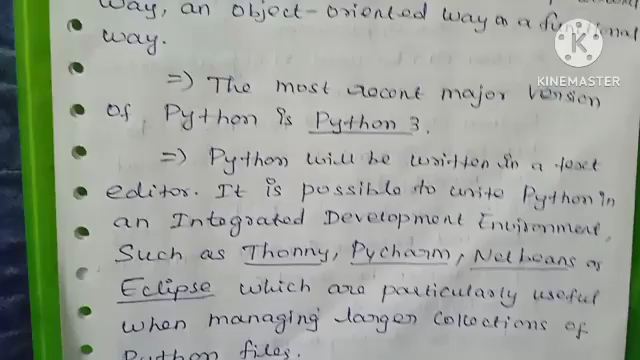 way, an object-oriented way or a functional
way.
=) The most recent major version
of Python is Python 3.
=) Python will be written in a text
editor. It is possible to write Python in
an Integrated Development Environment,
Such as Thonny, Pycharm, Netbeans or
Eclipse which are particularly useful
when managing larger collections of
Python files.
KINEMASTER